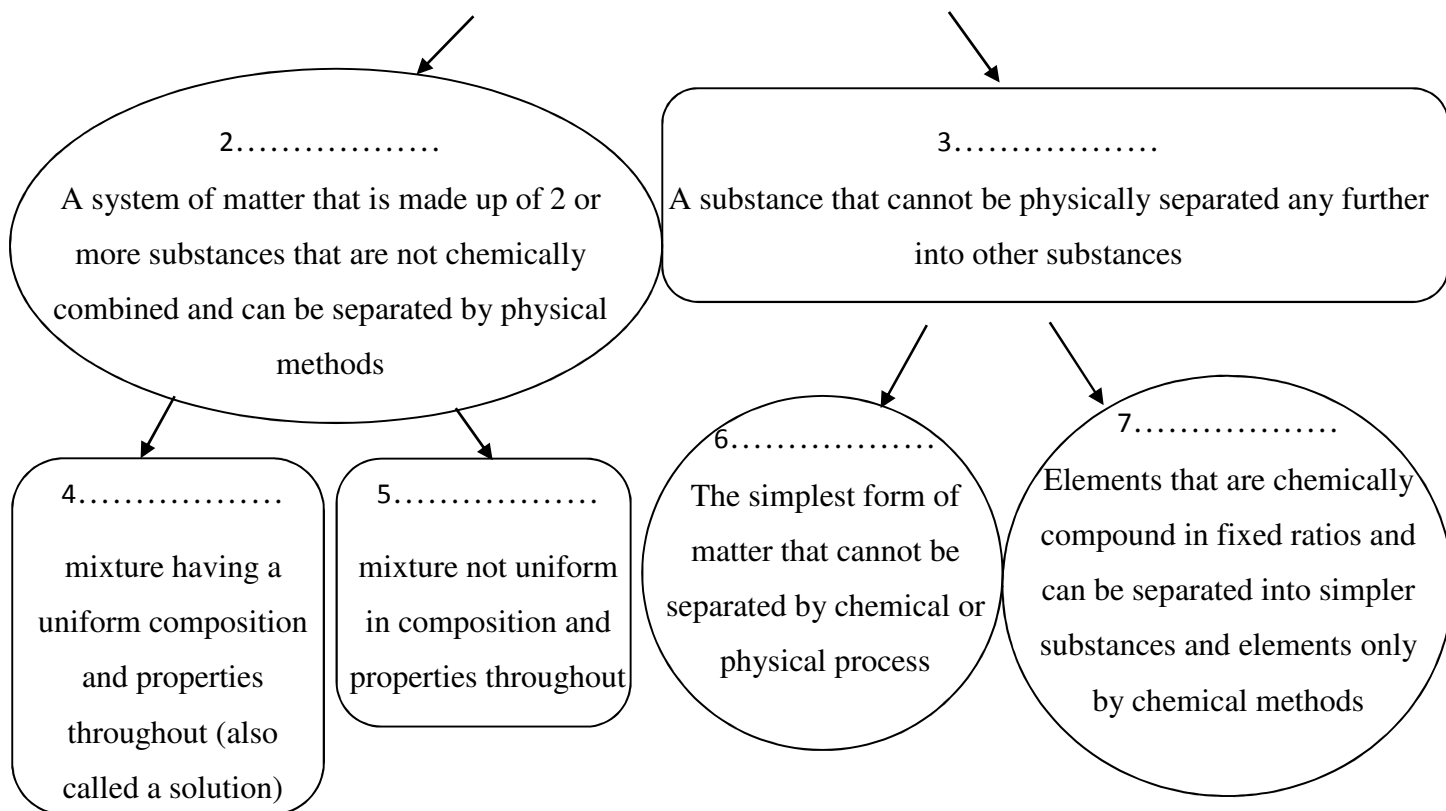 2..................
A system of matter that is made up of 2 or
more substances that are not chemically
combined and can be separated by physical
methods
3..................
A substance that cannot be physically separated any further
into other substances
4..................
mixture having a
uniform composition
and properties
throughout (also
called a solution)
5..................
mixture not uniform
in composition and
properties throughout
6..................
The simplest form of
matter that cannot be
separated by chemical or
physical process
7..................
Elements that are chemically
compound in fixed ratios and
can be separated into simpler
substances and elements only
by chemical methods